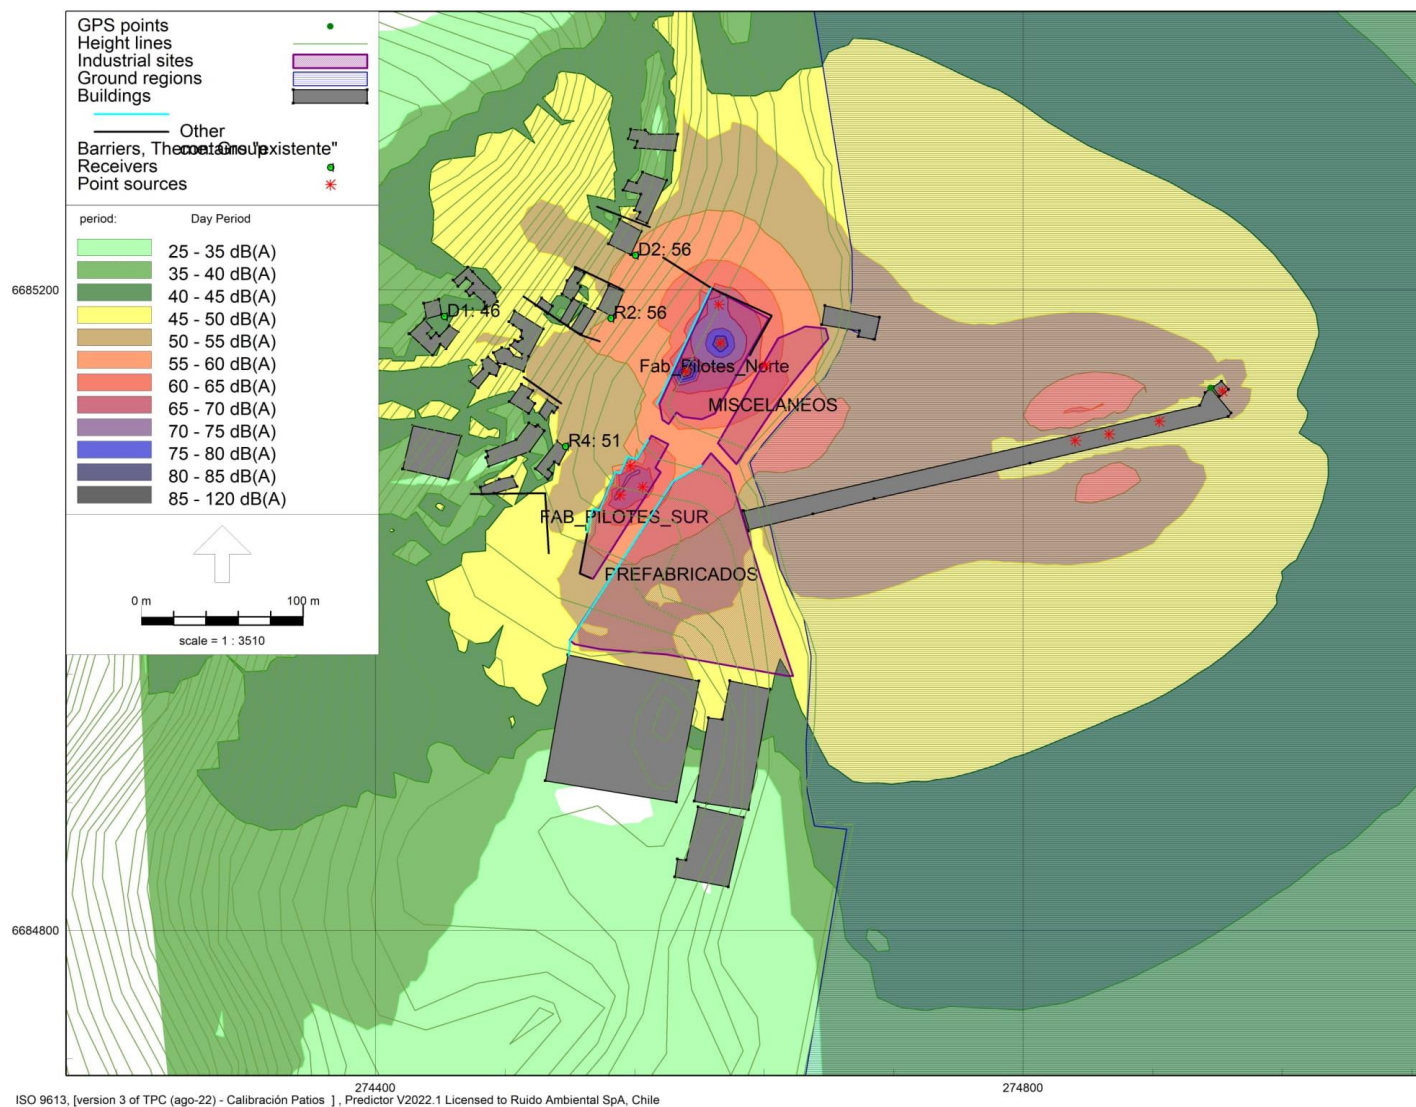 GPS points
Height lines
Industrial sites
Ground regions
Buildings
Other
Barriers, Theme
"existente"
Receivers
Point sources
period: Day Period
25 - 35 dB(A)
35 - 40 dB(A)
40 - 45 dB(A)
45 - 50 dB(A)
50 - 55 dB(A)
55 - 60 dB(A)
60 - 65 dB(A)
65 - 70 dB(A)
70 - 75 dB(A)
75 - 80 dB(A)
80 - 85 dB(A)
85 - 120 dB(A)
0 m 100 m
scale = 1 : 3510
D2: 56
6685200
D1: 46
R2: 56
Fab_Pilotes_Norte
MISCELANEOS
R4: 51
FAB_PILOTES_SUR
PREFABRICADOS
6684800
274400 274800
ISO 9613, [version 3 of TPC (ago-22) - Calibración Patios ] , Predictor V2022.1 Licensed to Ruido Ambiental SpA, Chile